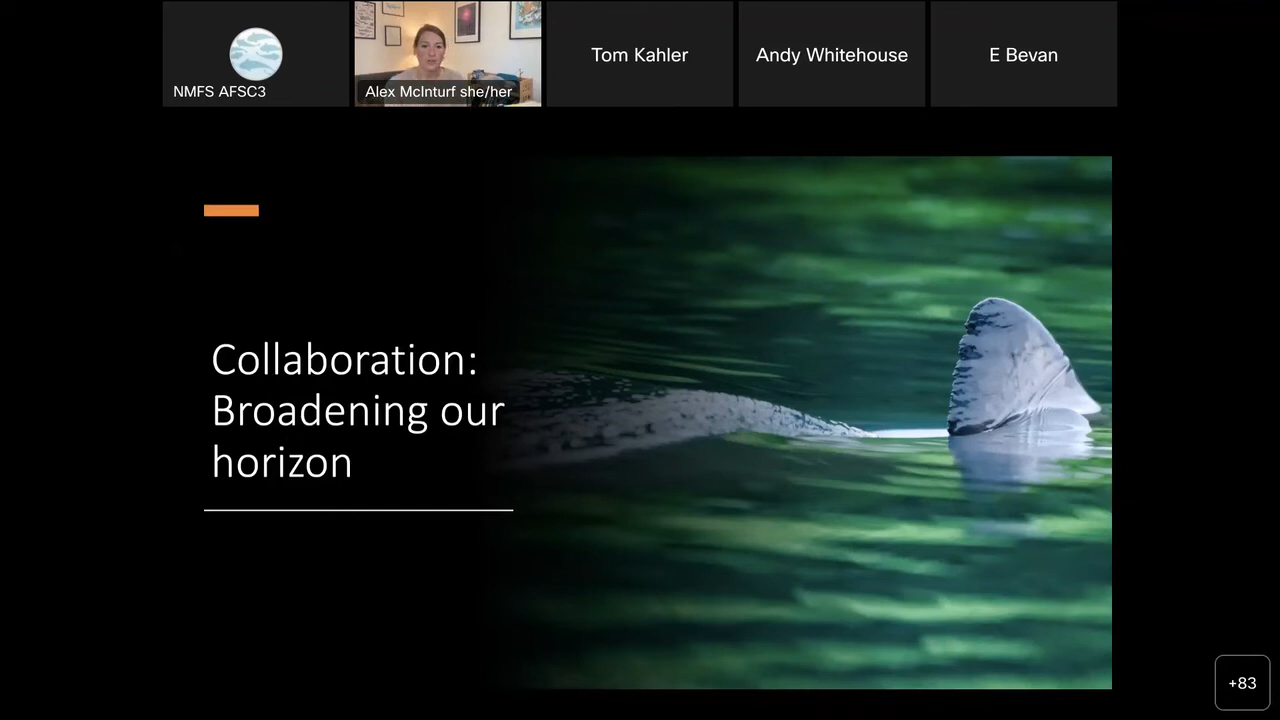 NMFS AFSC3
Alex McInturf she/her
Tom Kahler
Andy Whitehouse
E Bevan
Collaboration:
Broadening our
horizon
+83